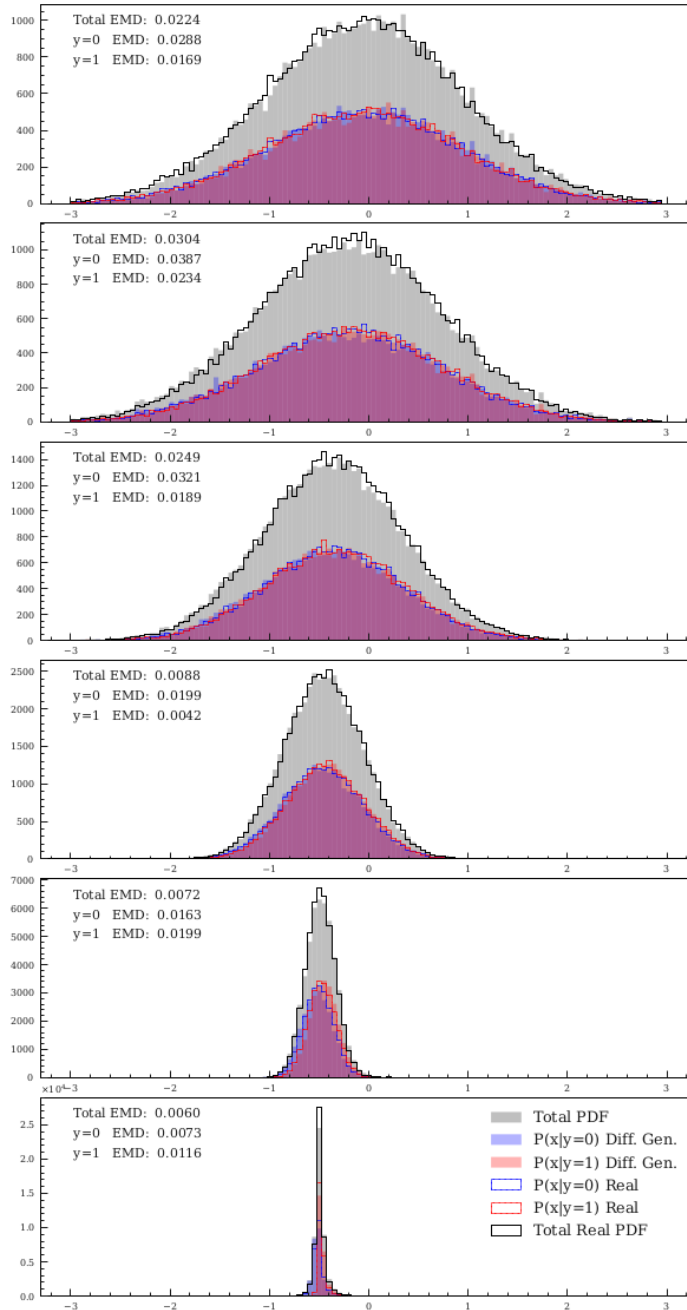 Total EMD: 0.0224
y=0 EMD: 0.0288
y=1 EMD: 0.0169
1000
800
600
400
200
0
−3 −2 −1 0 1 2 3
Total EMD: 0.0304
y=0 EMD: 0.0387
y=1 EMD: 0.0234
1000
800
600
400
200
0
−3 −2 −1 0 1 2 3
Total EMD: 0.0249
y=0 EMD: 0.0321
y=1 EMD: 0.0189
1400
1200
1000
800
600
400
200
0
−3 −2 −1 0 1 2 3
Total EMD: 0.0088
y=0 EMD: 0.0199
y=1 EMD: 0.0042
2500
2000
1500
1000
500
0
−3 −2 −1 0 1 2 3
Total EMD: 0.0072
y=0 EMD: 0.0163
y=1 EMD: 0.0199
7000
6000
5000
4000
3000
2000
1000
0
−3 −2 −1 0 1 2 3
×10⁴
Total EMD: 0.0060
y=0 EMD: 0.0073
y=1 EMD: 0.0116
2.5
2.0
1.5
1.0
0.5
0.0
−3 −2 −1 0 1 2 3
Total PDF
P(x|y=0) Diff. Gen.
P(x|y=1) Diff. Gen.
P(x|y=0) Real
P(x|y=1) Real
Total Real PDF